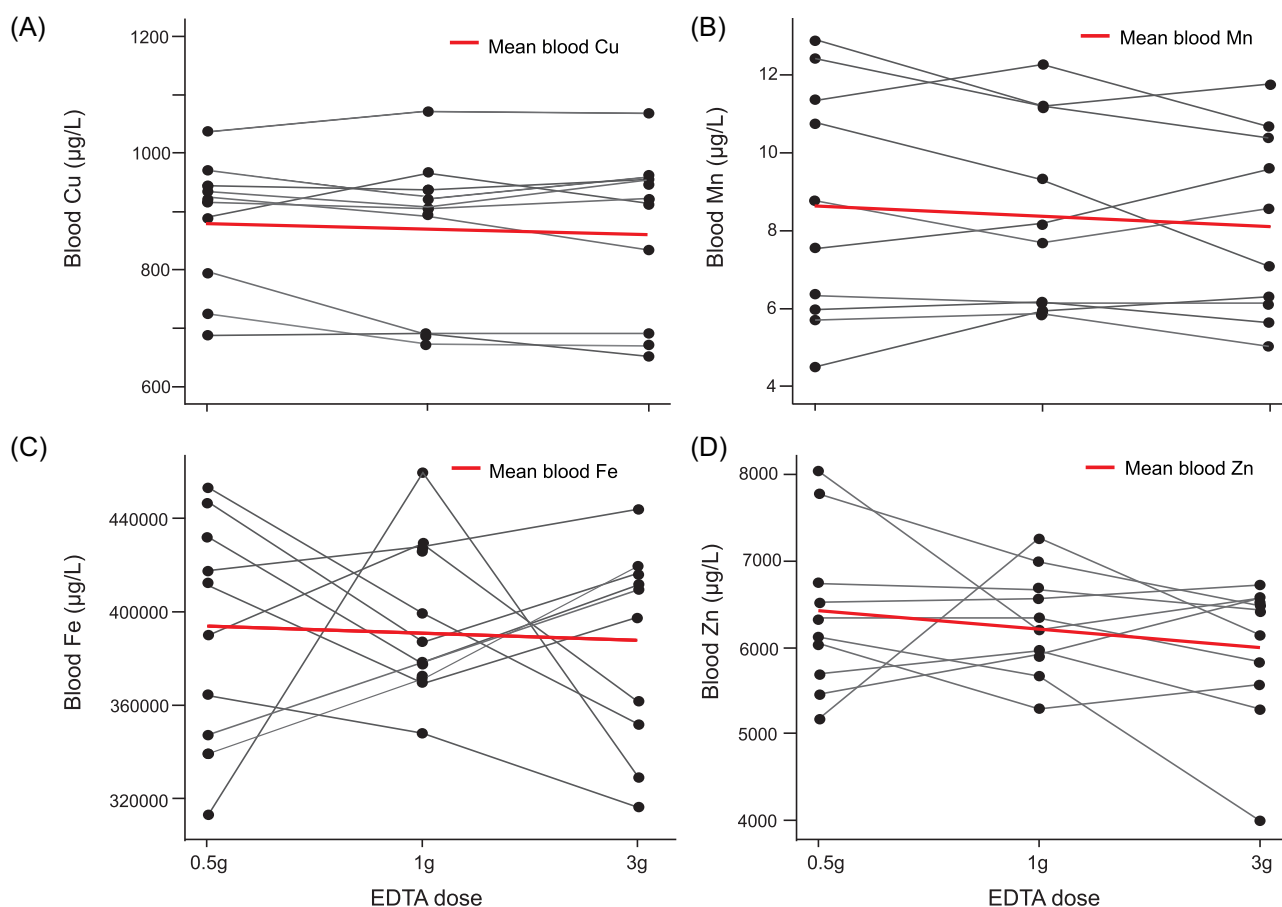 (A)
1200
1000
800
600
Blood Cu (µg/L)
Mean blood Cu
(B)
12
10
8
6
4
Blood Mn (µg/L)
Mean blood Mn
(C)
440000
400000
360000
320000
Blood Fe (µg/L)
Mean blood Fe
0.5g
1g
3g
EDTA dose
(D)
8000
7000
6000
5000
4000
Blood Zn (µg/L)
Mean blood Zn
0.5g
1g
3g
EDTA dose